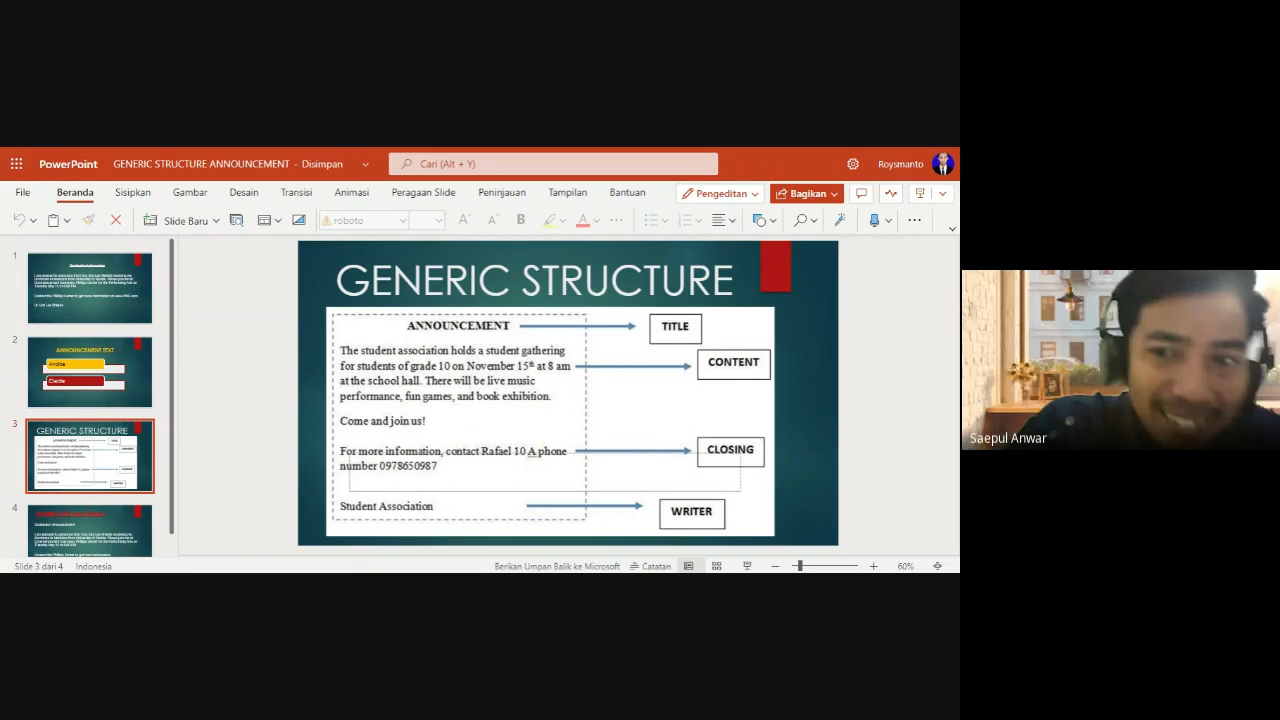 PowerPoint
GENERIC STRUCTURE ANNOUNCEMENT - Disimpan
Cari (Alt + Y)
Roysmanto
File
Beranda
Sisipkan
Gambar
Desain
Transisi
Animasi
Peragaan Slide
Peninjauan
Tampilan
Bantuan
Pengeditan
Bagikan
Slide Baru
roboto
1
2
ANNOUNCEMENT TEXT
Create
3
GENERIC STRUCTURE
4
GENERIC STRUCTURE
ANNOUNCEMENT
TITLE
The student association holds a student gathering
for students of grade 10 on November 15th at 8 am
at the school hall. There will be live music
performance, fun games, and book exhibition.
CONTENT
Come and join us!
For more information, contact Rafael 10 A phone
number 0978650987
CLOSING
Student Association
WRITER
Slide 3 dari 4
Indonesia
Berikan Umpan Balik ke Microsoft
Catatan
60%
Saepul Anwar